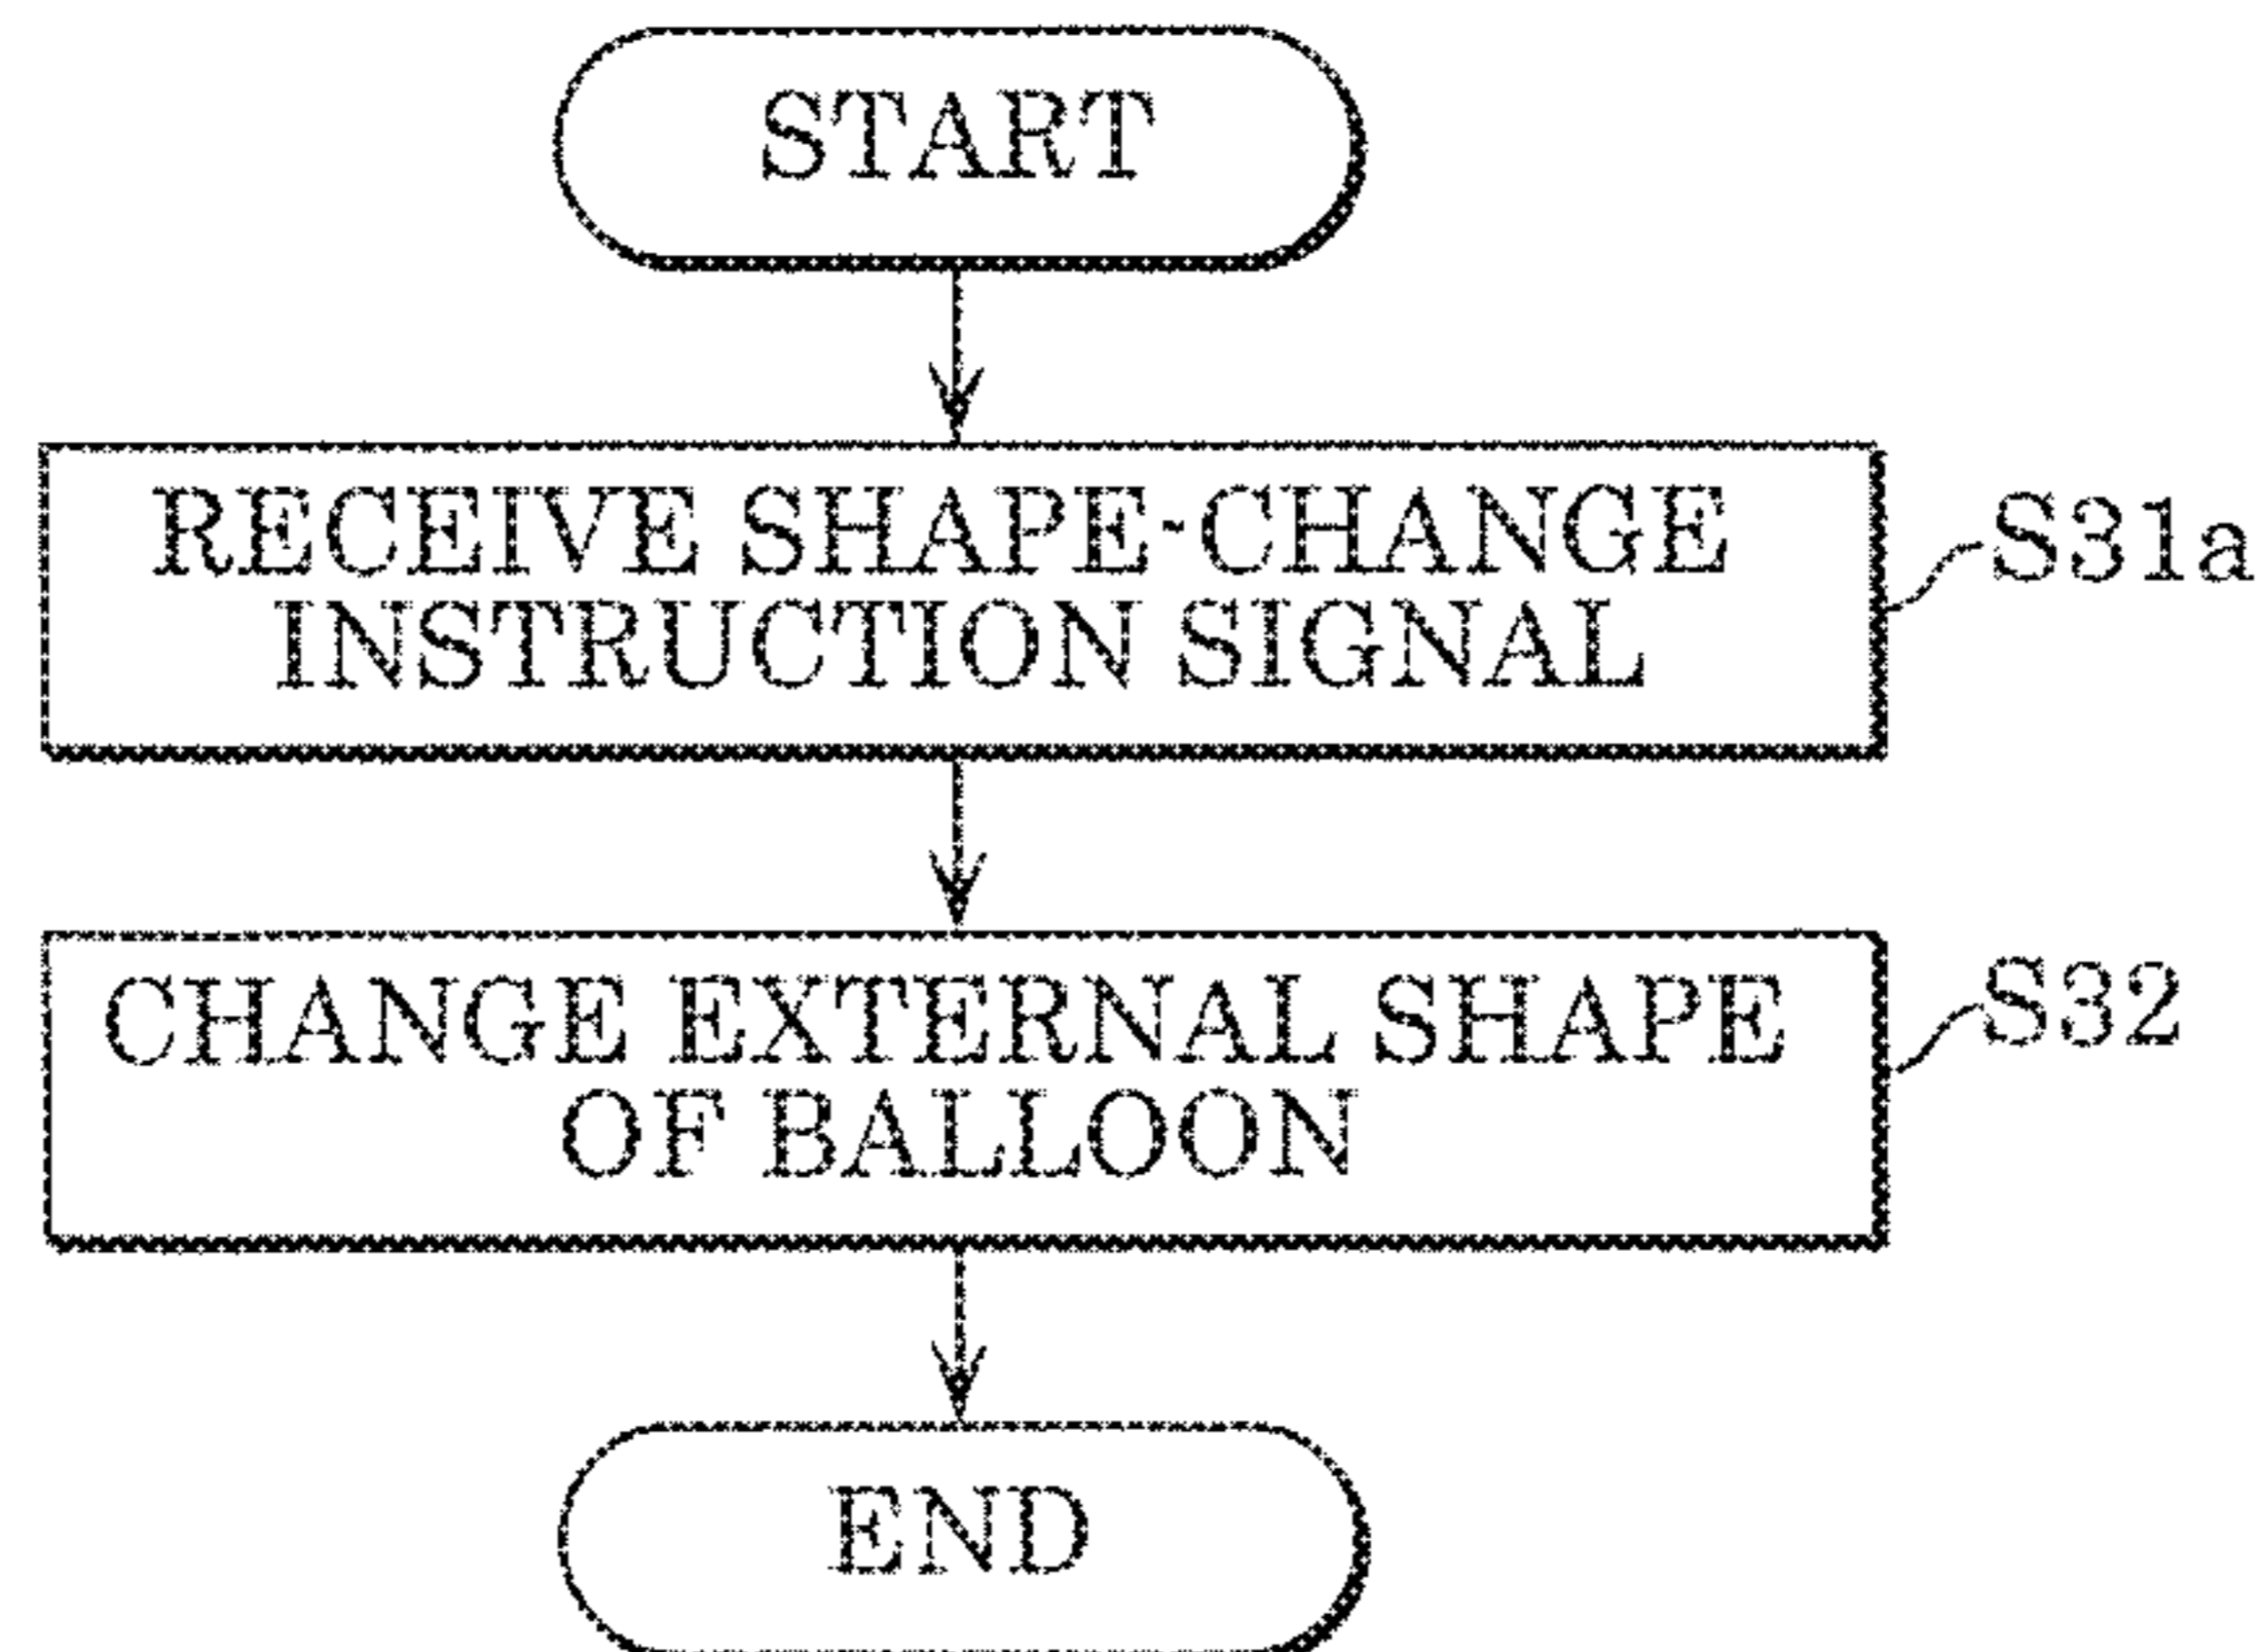 START
RECEIVE SHAPE-CHANGE
INSTRUCTION SIGNAL
S31a
CHANGE EXTERNAL SHAPE
OF BALLOON
S32
END